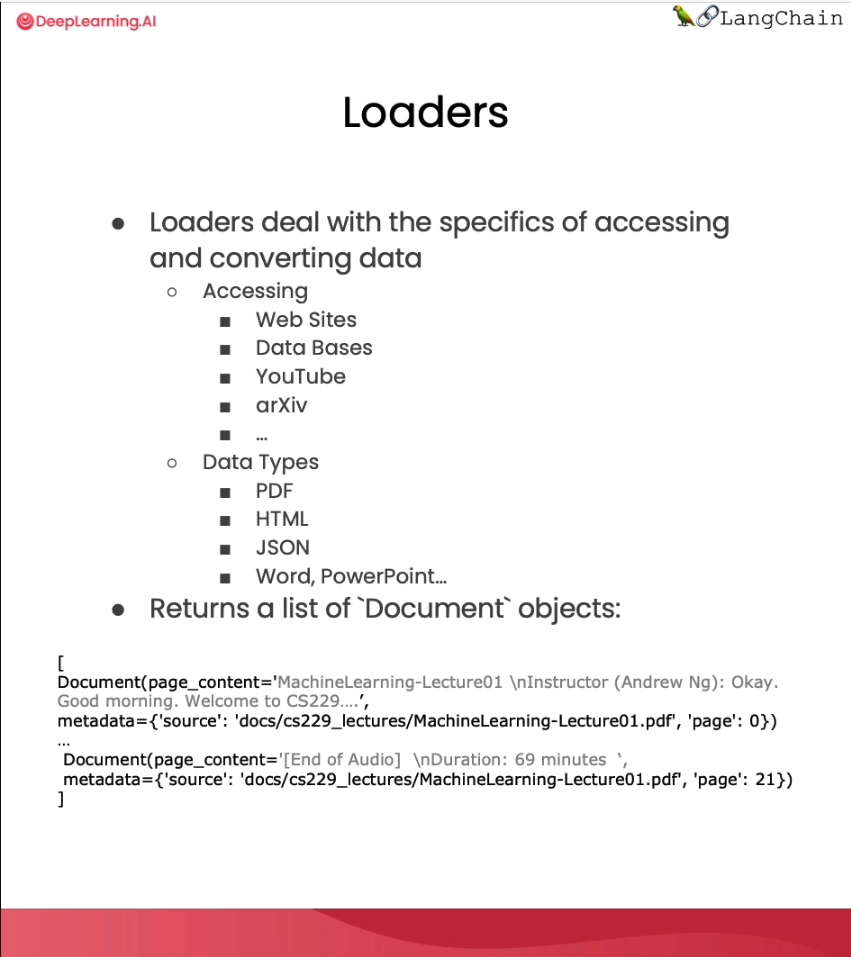 DeepLearning.AI
LangChain
Loaders
● Loaders deal with the specifics of accessing
and converting data
○ Accessing
■ Web Sites
■ Data Bases
■ YouTube
■ arXiv
■ ...
○ Data Types
■ PDF
■ HTML
■ JSON
■ Word, PowerPoint...
● Returns a list of `Document` objects:
[
Document(page_content='MachineLearning-Lecture01 \nInstructor (Andrew Ng): Okay.
Good morning. Welcome to CS229....’,
metadata={'source': 'docs/cs229_lectures/MachineLearning-Lecture01.pdf', 'page': 0})
...
Document(page_content='[End of Audio] \nDuration: 69 minutes ‘,
metadata={'source': 'docs/cs229_lectures/MachineLearning-Lecture01.pdf', 'page': 21})
]